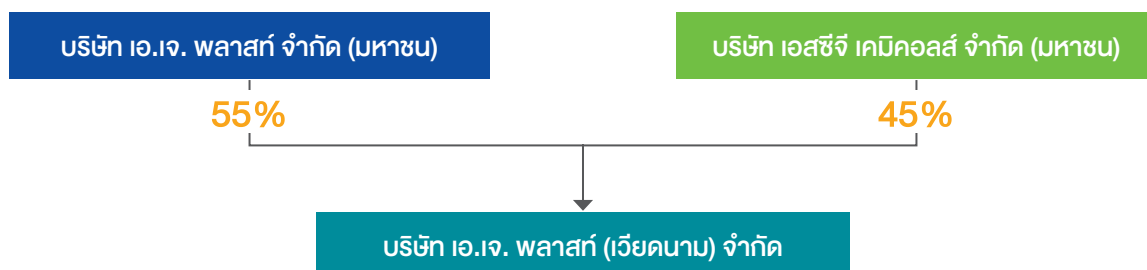 บริษัท เอ.เจ. พลาสท์ จำกัด (มหาชน)
บริษัท เอสซีจี เคมิคอลส์ จำกัด (มหาชน)
55%
45%
บริษัท เอ.เจ. พลาสท์ (เวียดนาม) จำกัด